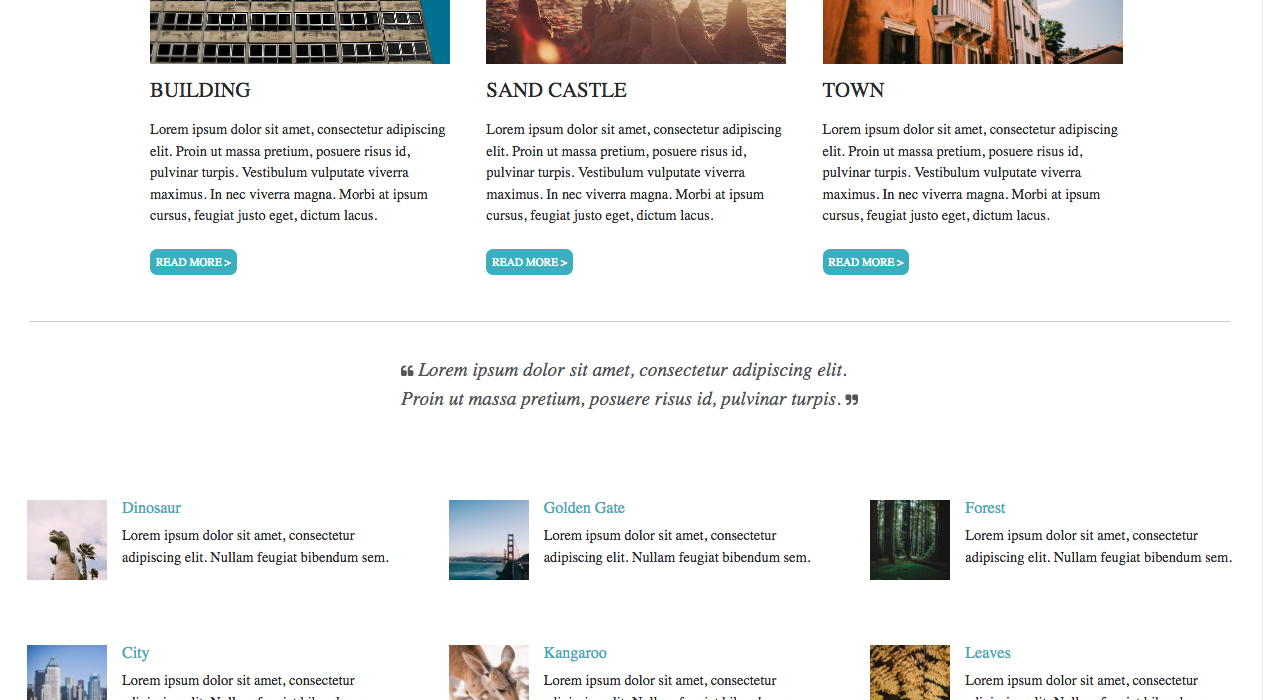 BUILDING
Lorem ipsum dolor sit amet, consectetur adipiscing
elit. Proin ut massa pretium, posuere risus id,
pulvinar turpis. Vestibulum vulputate viverra
maximus. In nec viverra magna. Morbi at ipsum
cursus, feugiat justo eget, dictum lacus.
READ MORE >
SAND CASTLE
Lorem ipsum dolor sit amet, consectetur adipiscing
elit. Proin ut massa pretium, posuere risus id,
pulvinar turpis. Vestibulum vulputate viverra
maximus. In nec viverra magna. Morbi at ipsum
cursus, feugiat justo eget, dictum lacus.
READ MORE >
TOWN
Lorem ipsum dolor sit amet, consectetur adipiscing
elit. Proin ut massa pretium, posuere risus id,
pulvinar turpis. Vestibulum vulputate viverra
maximus. In nec viverra magna. Morbi at ipsum
cursus, feugiat justo eget, dictum lacus.
READ MORE >
❝ Lorem ipsum dolor sit amet, consectetur adipiscing elit.
Proin ut massa pretium, posuere risus id, pulvinar turpis. ❞
Dinosaur
Lorem ipsum dolor sit amet, consectetur
adipiscing elit. Nullam feugiat bibendum sem.
Golden Gate
Lorem ipsum dolor sit amet, consectetur
adipiscing elit. Nullam feugiat bibendum sem.
Forest
Lorem ipsum dolor sit amet, consectetur
adipiscing elit. Nullam feugiat bibendum sem.
City
Lorem ipsum dolor sit amet, consectetur
Kangaroo
Lorem ipsum dolor sit amet, consectetur
Leaves
Lorem ipsum dolor sit amet, consectetur